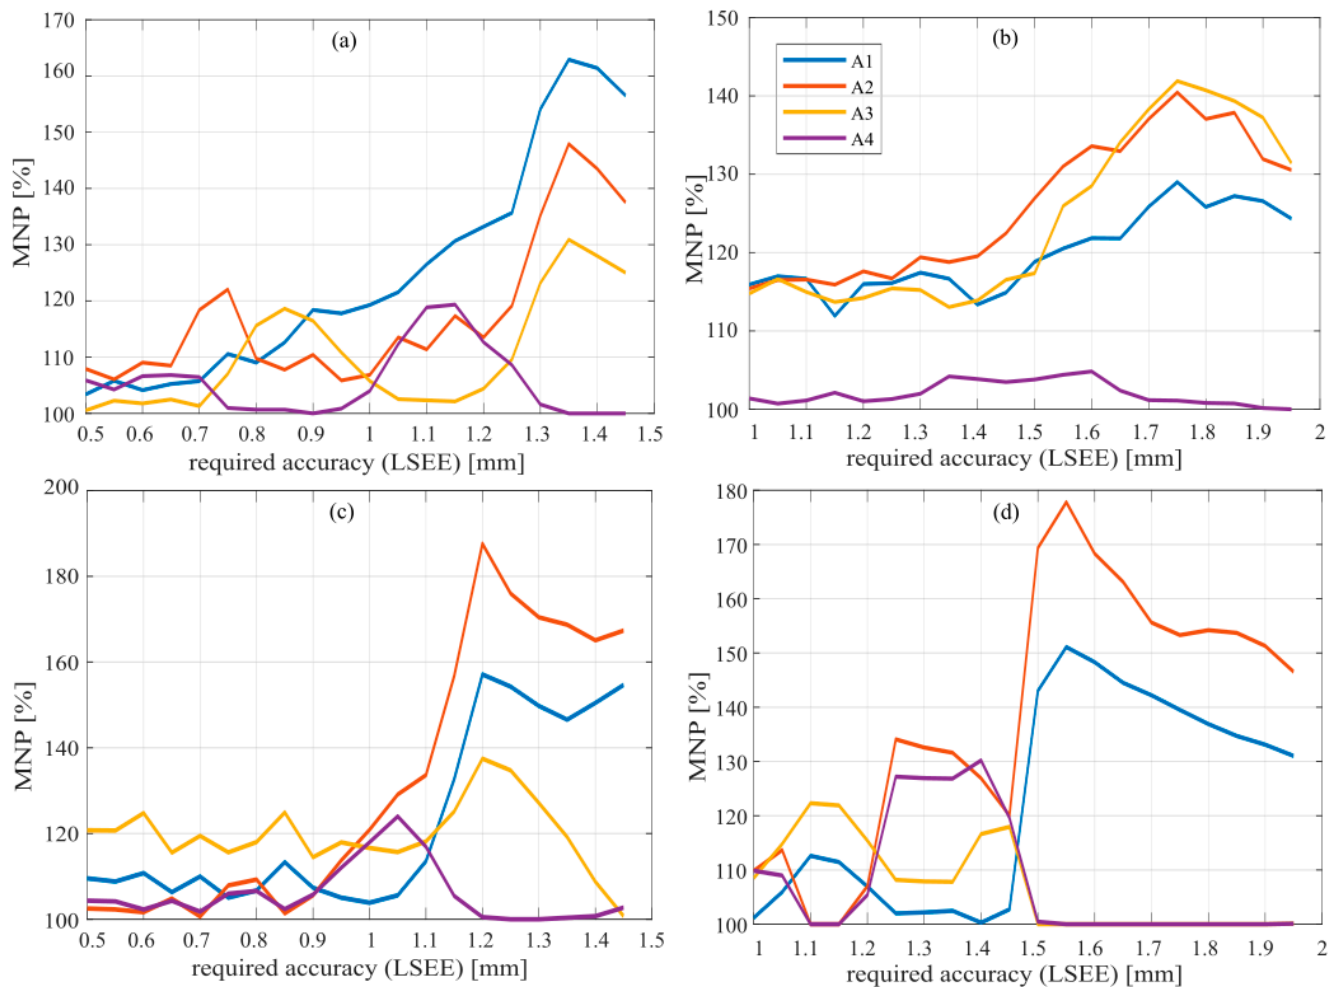 (a)
170
160
150
140
130
120
110
100
MNP [%]
0.5 0.6 0.7 0.8 0.9 1 1.1 1.2 1.3 1.4 1.5
required accuracy (LSEE) [mm]
(b)
A1
A2
A3
A4
150
140
130
120
110
100
MNP [%]
1 1.1 1.2 1.3 1.4 1.5 1.6 1.7 1.8 1.9 2
required accuracy (LSEE) [mm]
(c)
200
180
160
140
120
100
MNP [%]
0.5 0.6 0.7 0.8 0.9 1 1.1 1.2 1.3 1.4 1.5
required accuracy (LSEE) [mm]
(d)
180
170
160
150
140
130
120
110
100
MNP [%]
1 1.1 1.2 1.3 1.4 1.5 1.6 1.7 1.8 1.9 2
required accuracy (LSEE) [mm]